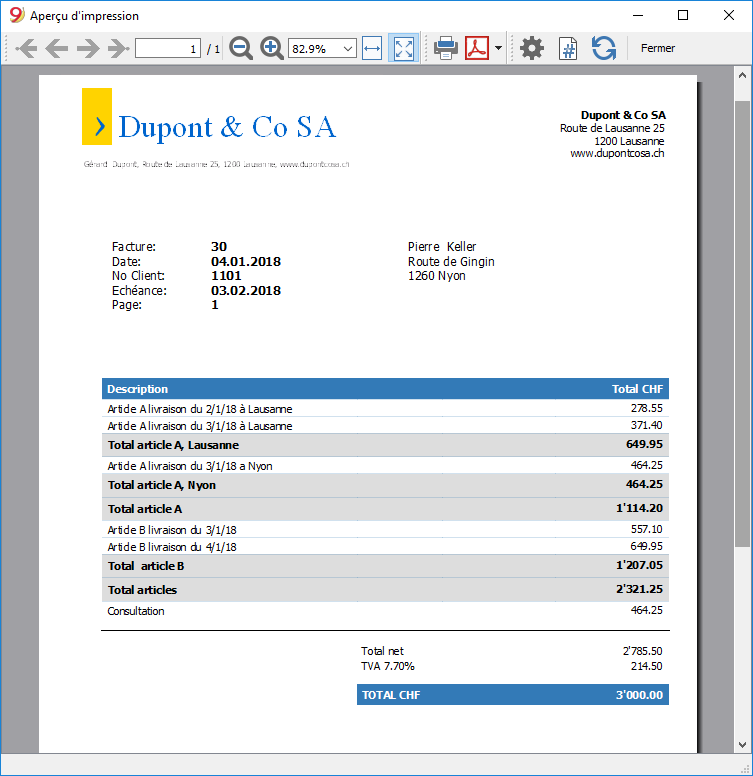 Aperçu d'impression
1 / 1 82.9% Fermer
Dupont & Co SA
Dupont & Co SA
Route de Lausanne 25
1200 Lausanne
www.dupontcosa.ch
Gérard Dupont, Route de Lausanne 25, 1200 Lausanne, www.dupontcosa.ch
Facture: 30 Pierre Keller
Date: 04.01.2018 Route de Gingin
No Client: 1101 1260 Nyon
Echéance: 03.02.2018
Page: 1
Description Total CHF
Article A livraison du 2/1/18 à Lausanne 278.55
Article A livraison du 3/1/18 à Lausanne 371.40
Total article A, Lausanne 649.95
Article A livraison du 3/1/18 a Nyon 464.25
Total article A, Nyon 464.25
Total article A 1'114.20
Article B livraison du 3/1/18 557.10
Article B livraison du 4/1/18 649.95
Total article B 1'207.05
Total articles 2'321.25
Consultation 464.25
Total net 2'785.50
TVA 7.70% 214.50
TOTAL CHF 3'000.00